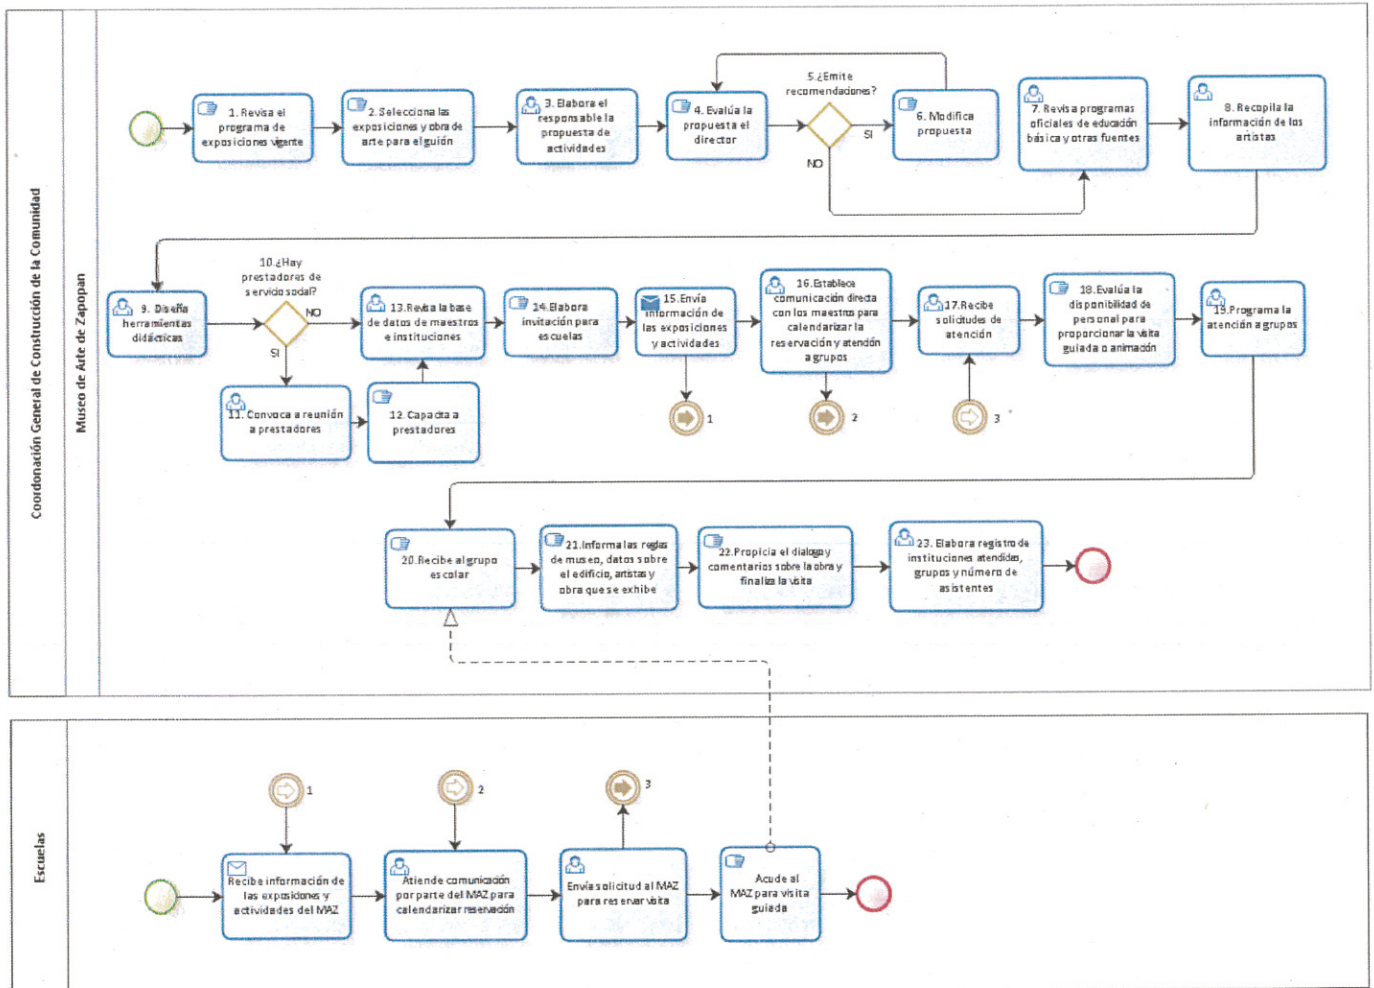 Coordonación General de Construcción de la Comunidad
Museo de Arte de Zapopan
1. Revisa el
programa de
exposiciones vigente
2. Selecciona las
exposiciones y obra de
arte para el guión
3. Elabora el
responsable la
propuesta de
actividades
4. Evalúa la
propuesta el
director
5.¿Emite
recomendaciones?
SI
NO
6. Modifica
propuesta
7. Revisa programas
oficiales de educación
básica y otras fuentes
8. Recopila la
información de los
artistas
9. Diseña
herramientas
didácticas
10.¿Hay
prestadores de
servicio social?
NO
SI
11. Convoca a reunión
a prestadores
12. Capacita a
prestadores
13. Revisa la base
de datos de maestros
e instituciones
14. Elabora
invitación para
escuelas
15. Envía
información de
las exposiciones
y actividades
1
16. Establece
comunicación directa
con los maestros para
calendarizar la
reservación y atención
a grupos
2
17. Recibe
solicitudes de
atención
3
18. Evalúa la
disponibilidad de
personal para
proporcionar la visita
guiada o animación
19. Programa la
atención a grupos
20. Recibe al grupo
escolar
21. Informa las reglas
de museo, datos sobre
el edificio, artistas y
obra que se exhibe
22. Propicia el dialogo y
comentarios sobre la obra y
finaliza la visita
23. Elabora registro de
instituciones atendidas,
grupos y número de
asistentes
Escuelas
1
2
3
Recibe información de
las exposiciones y
actividades del MAZ
Atiende comunicación
por parte del MAZ para
calendarizar reservación
Envía solicitud al MAZ
para reservar visita
Acude al
MAZ para visita
guiada